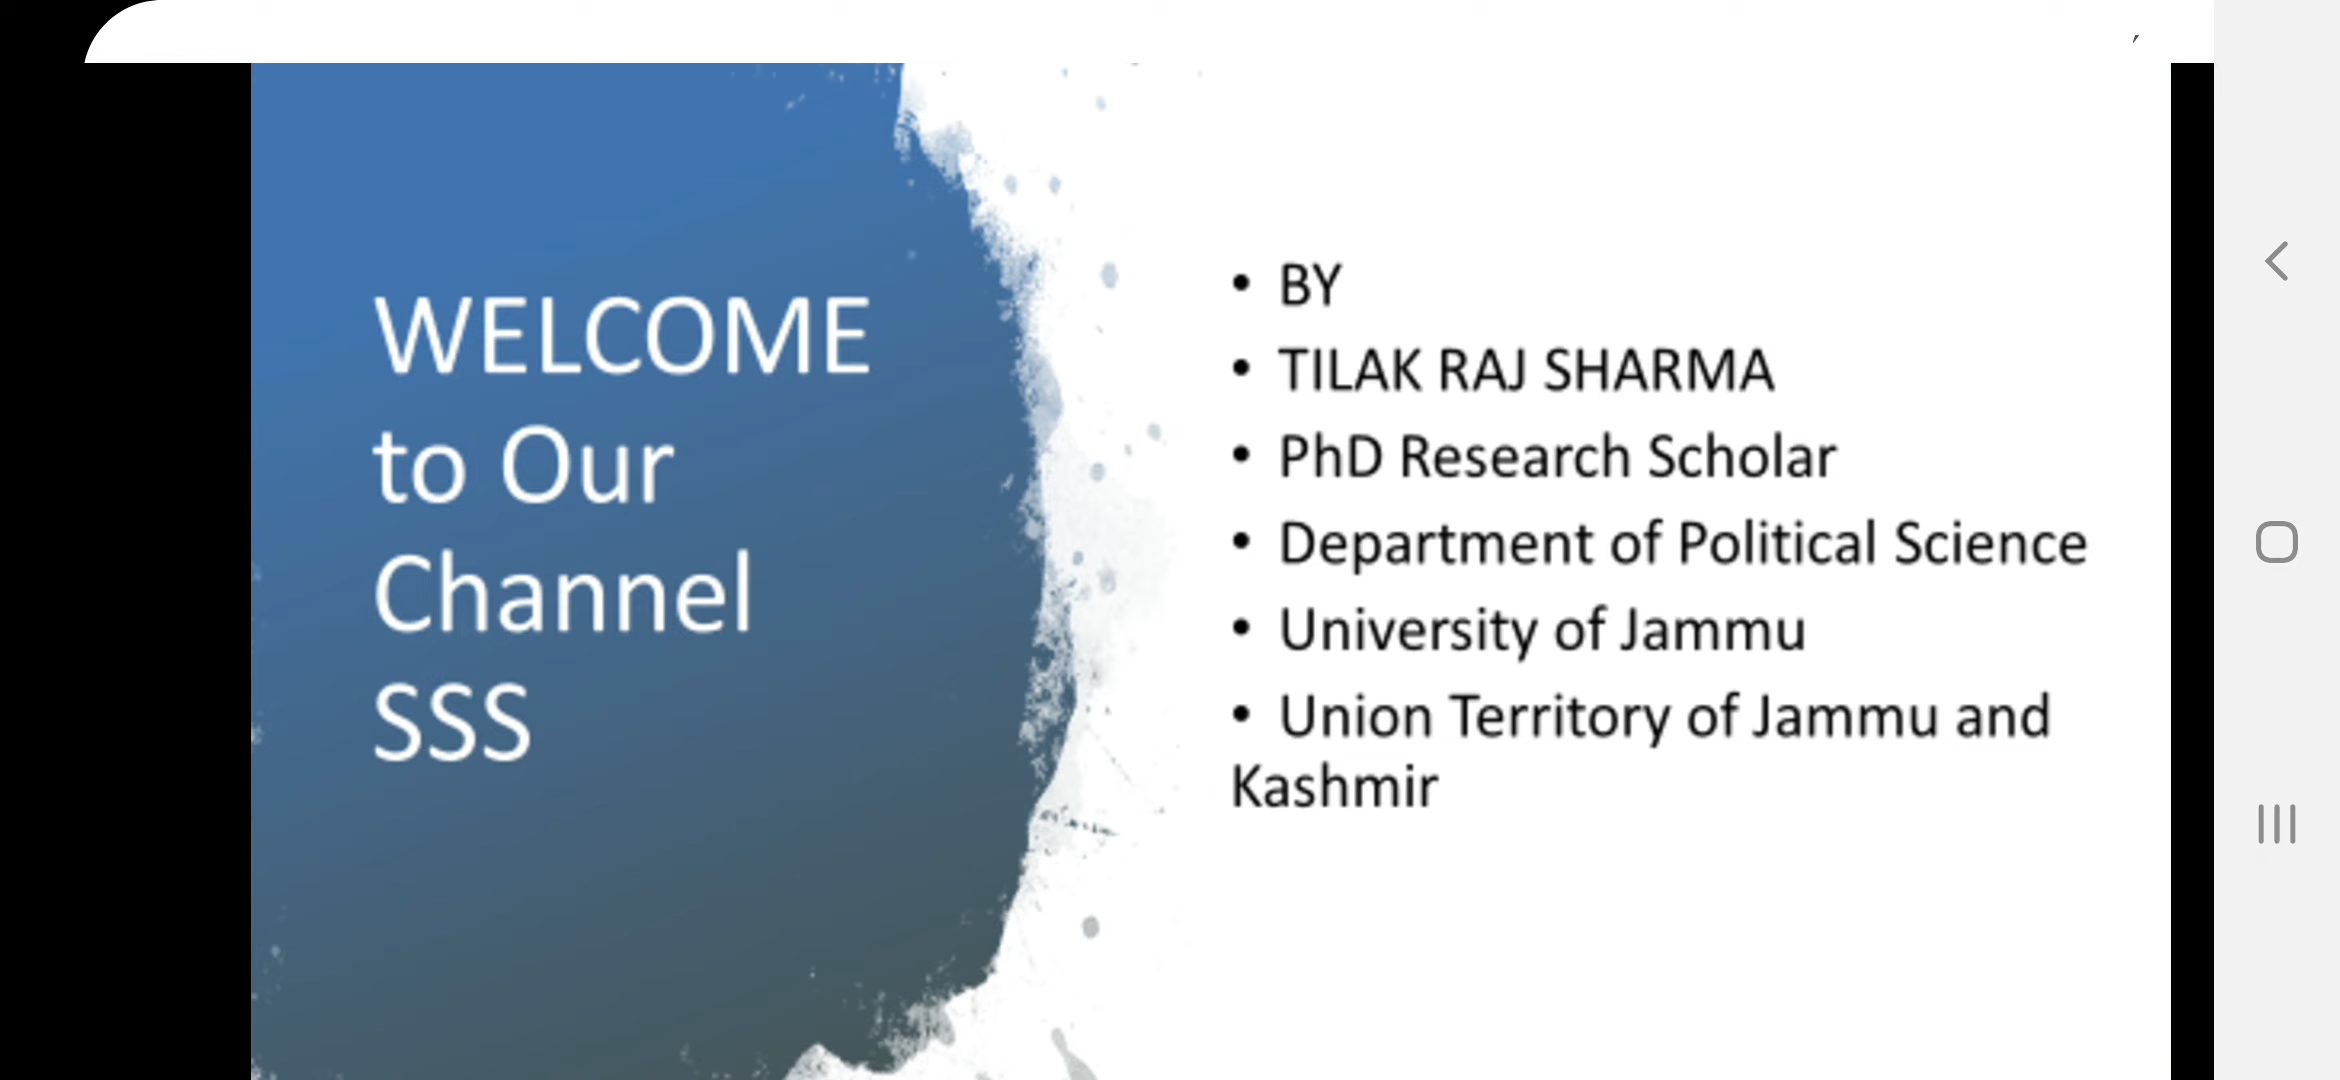 WELCOME
to Our
Channel
SSS
• BY
• TILAK RAJ SHARMA
• PhD Research Scholar
• Department of Political Science
• University of Jammu
• Union Territory of Jammu and
Kashmir